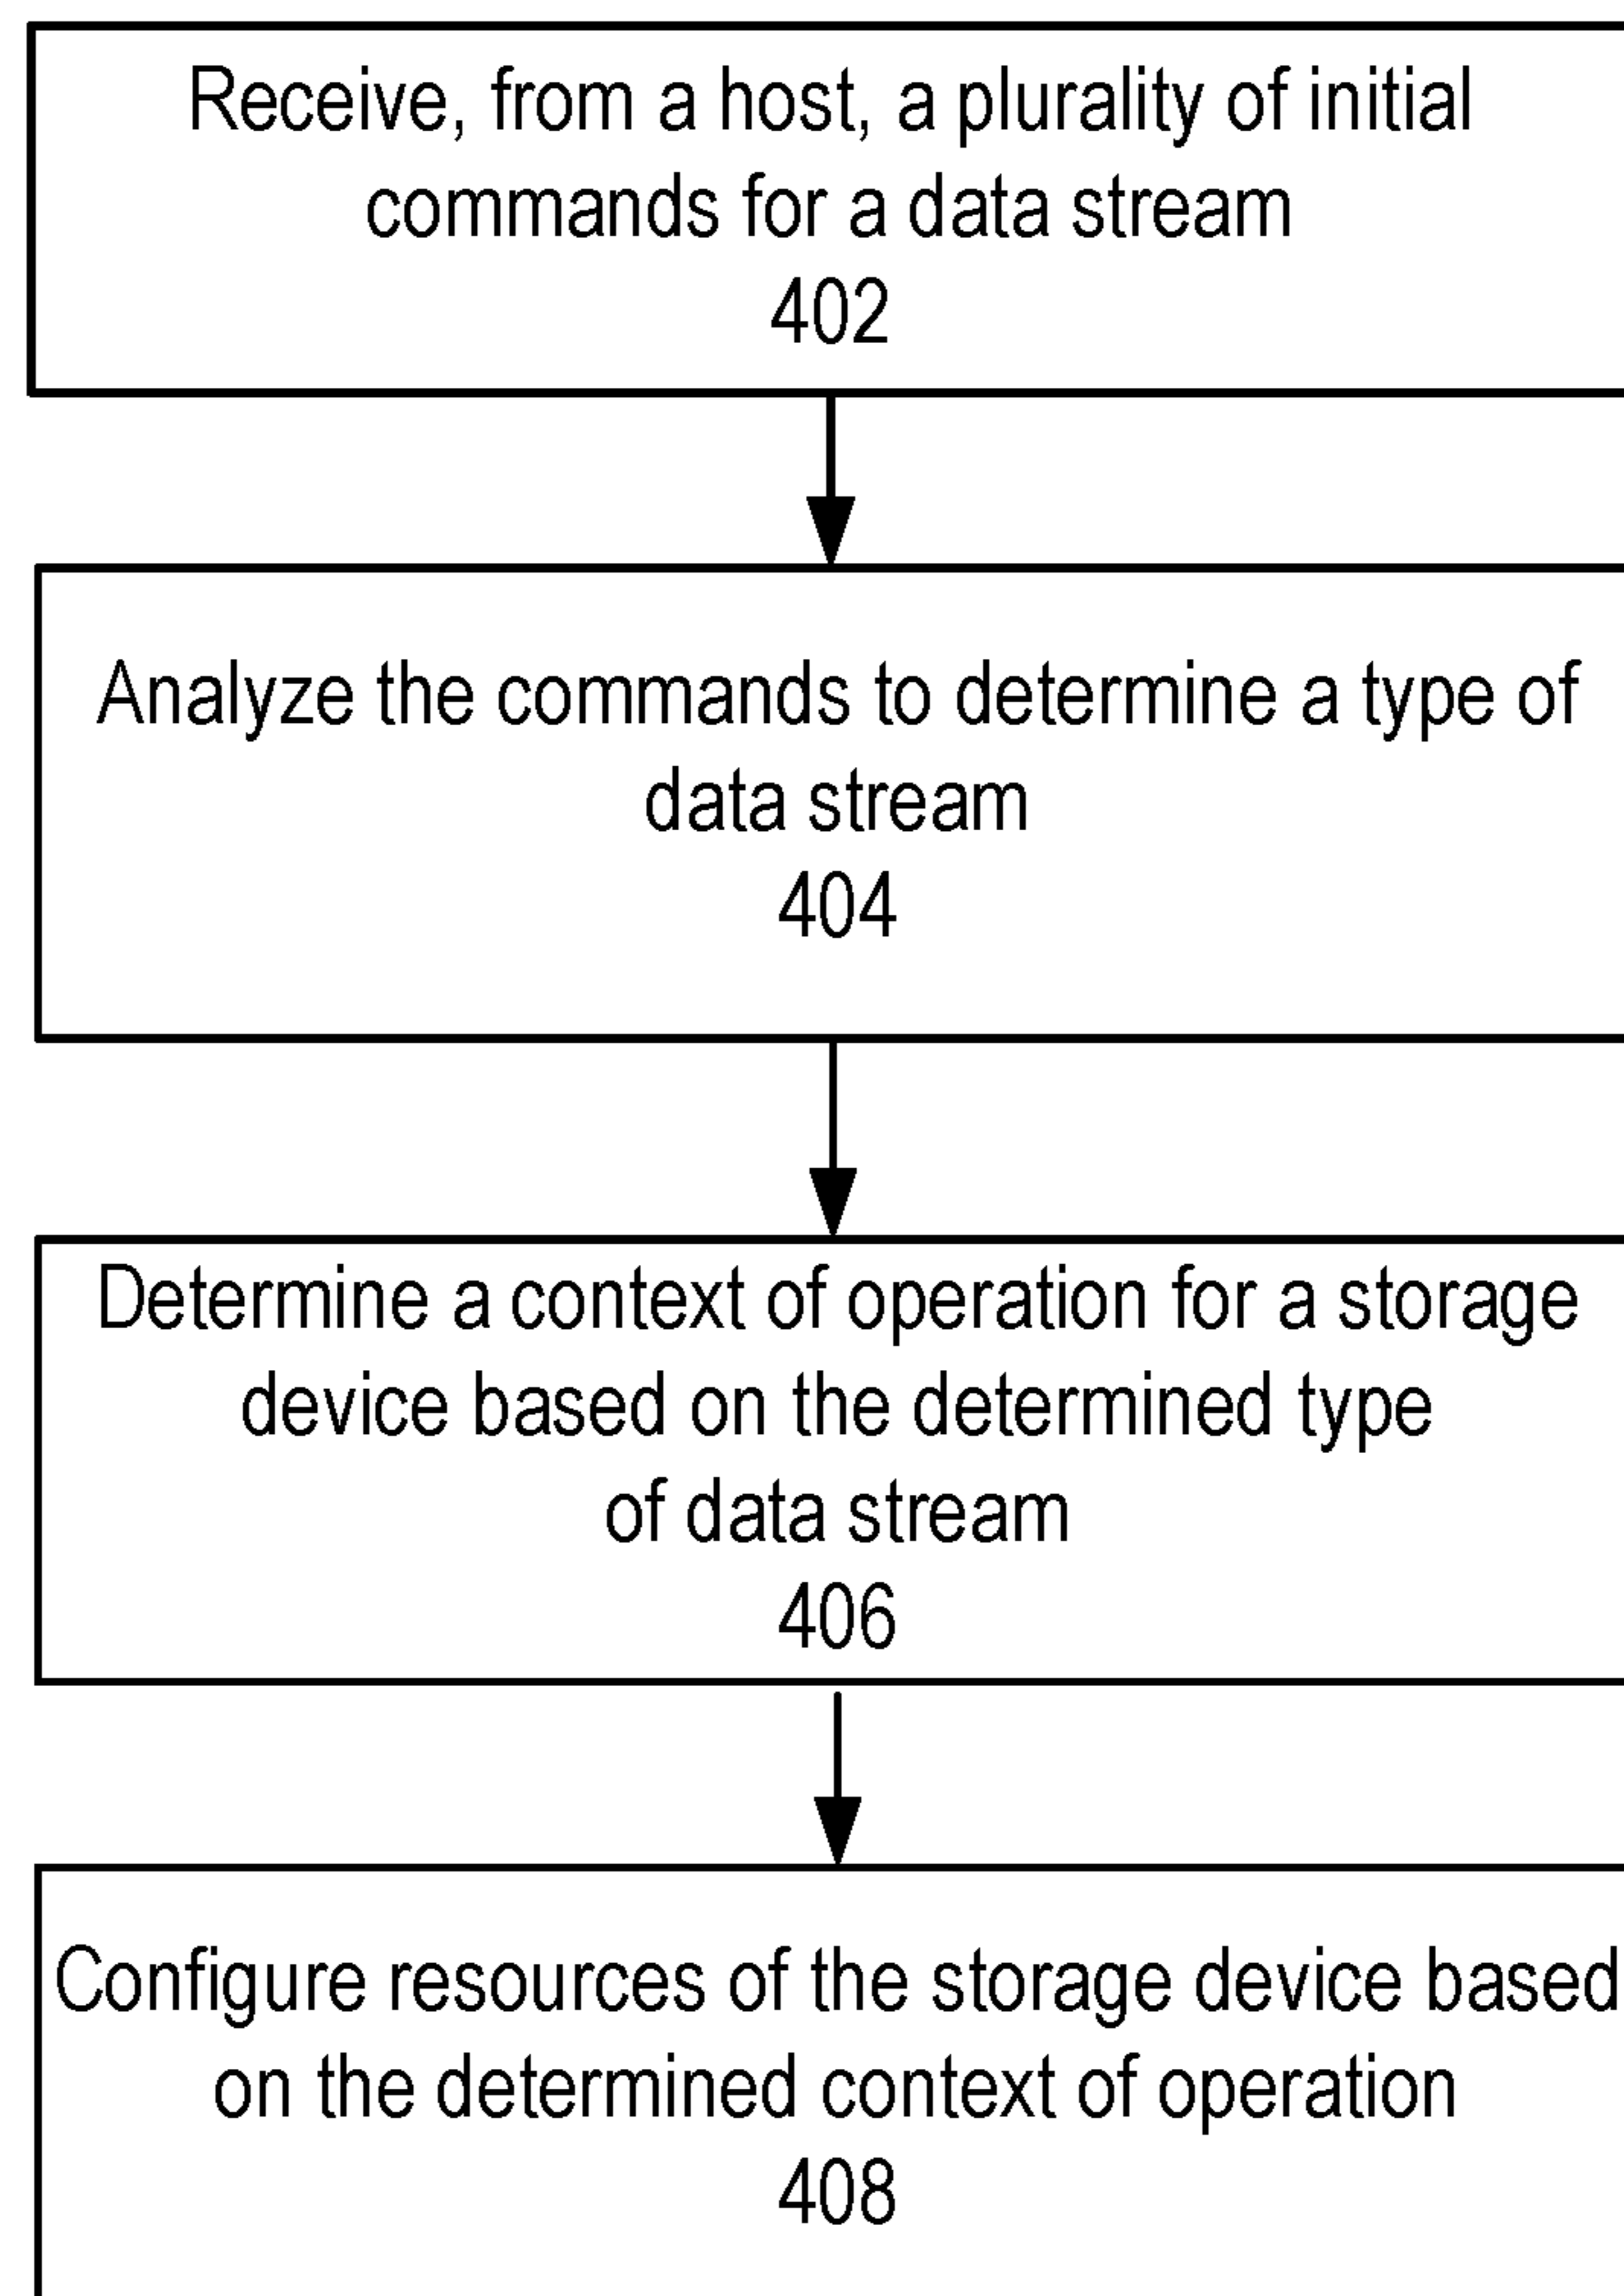 Receive, from a host, a plurality of initial
commands for a data stream
402
Analyze the commands to determine a type of
data stream
404
Determine a context of operation for a storage
device based on the determined type
of data stream
406
Configure resources of the storage device based
on the determined context of operation
408